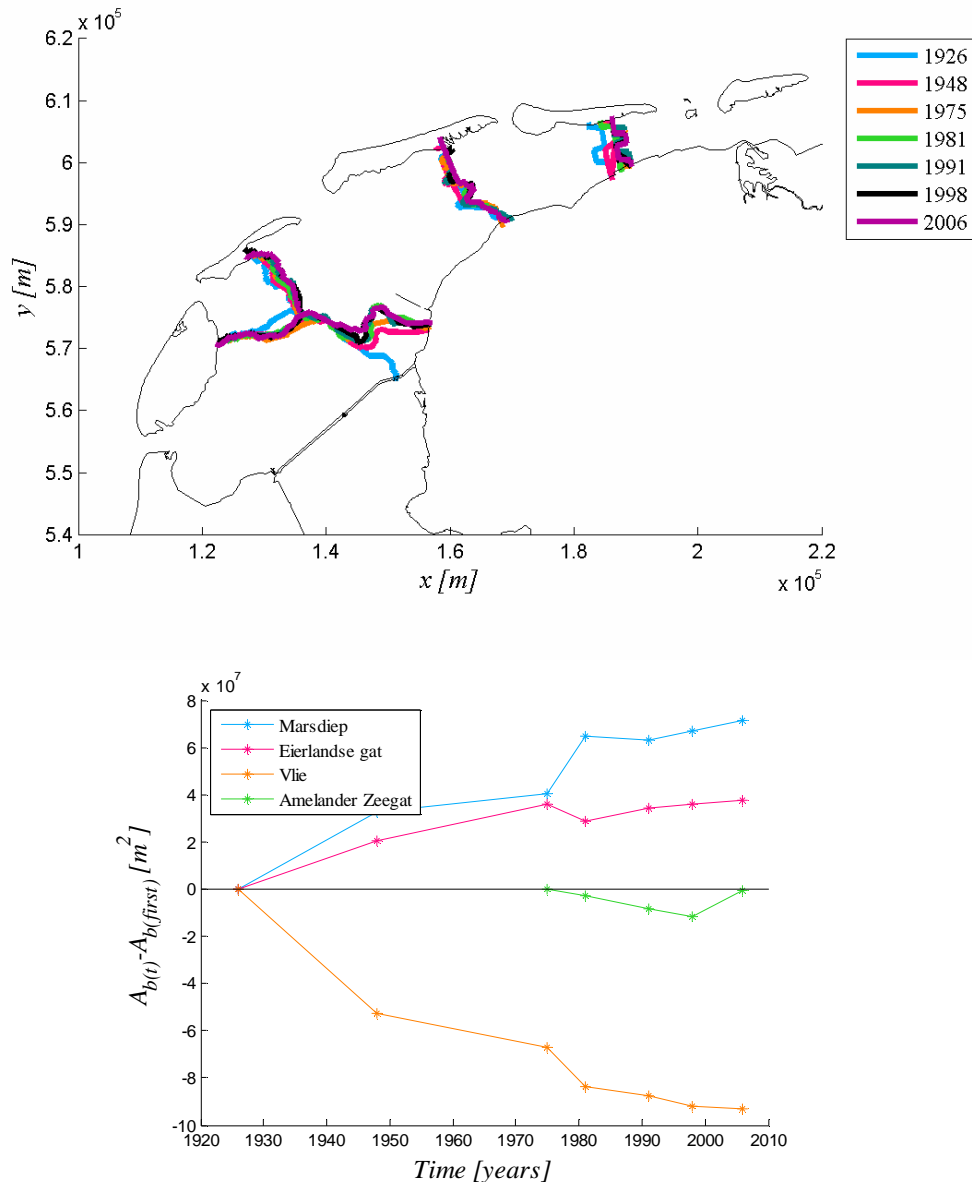 x 10^5
6.2
6.1
6
5.9
5.8
5.7
5.6
5.5
5.4
y [m]
1 1.2 1.4 1.6 1.8 2 2.2
x [m]
x 10^5
1926
1948
1975
1981
1991
1998
2006
x 10^7
8
6
4
2
0
-2
-4
-6
-8
-10
A_b(t)-A_b(first) [m^2]
Marsdiep
Eierlandse gat
Vlie
Amelander Zeegat
1920 1930 1940 1950 1960 1970 1980 1990 2000 2010
Time [years]